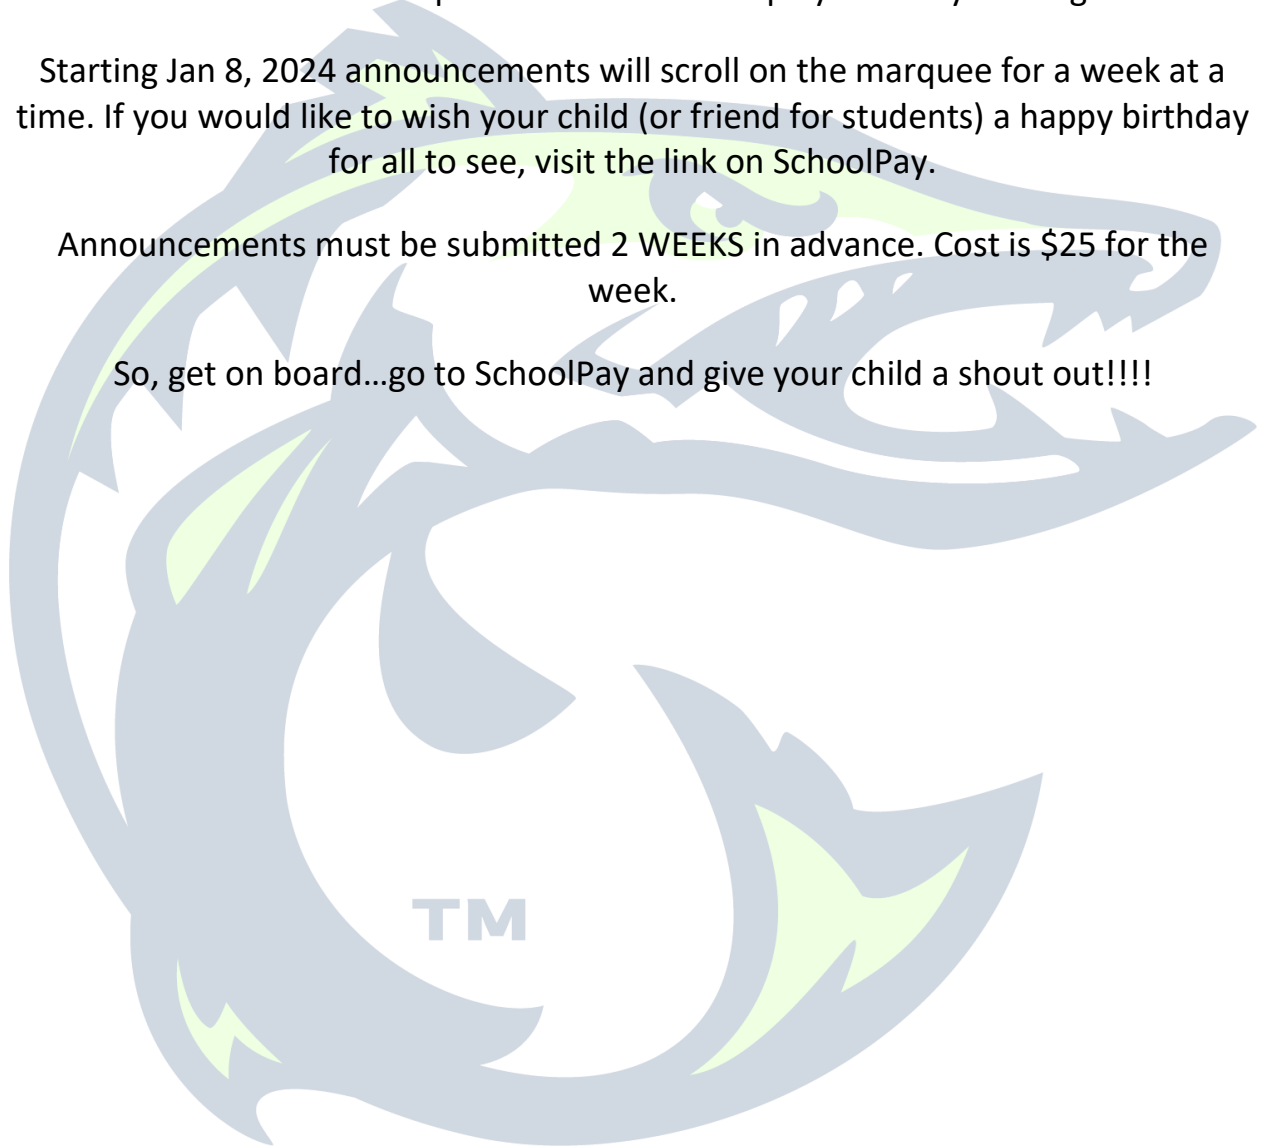 Starting Jan 8, 2024 announcements will scroll on the marquee for a week at a
time. If you would like to wish your child (or friend for students) a happy birthday
for all to see, visit the link on SchoolPay.
Announcements must be submitted 2 WEEKS in advance. Cost is $25 for the
week.
So, get on board…go to SchoolPay and give your child a shout out!!!!
TM